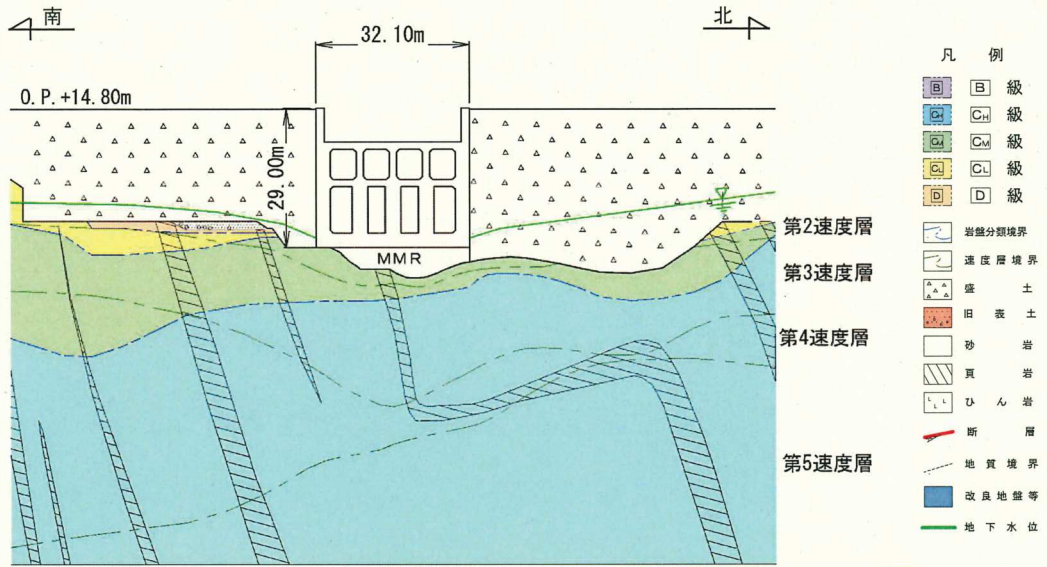 南
北
32.10m
O.P.+14.80m
29.00m
MMR
第2速度層
第3速度層
第4速度層
第5速度層
凡 例
B B 級
CH CH 級
CM CM 級
CL CL 級
D D 級
岩盤分類境界
速度層境界
盛 土
旧 表 土
砂 岩
頁 岩
ひ ん 岩
断 層
地 質 境 界
改 良 地 盤 等
地 下 水 位